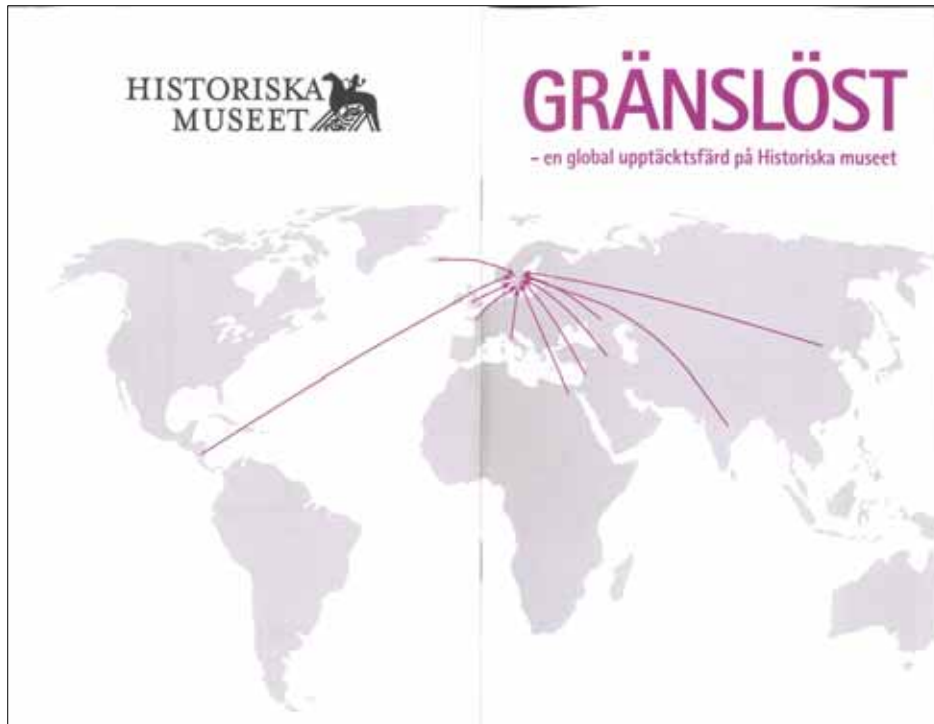 HISTORISKA
MUSEET
GRÄNSLÖST
– en global upptäcktsfärd på Historiska museet